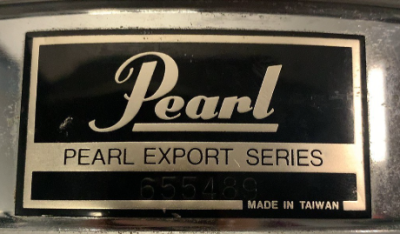 Pearl
PEARL EXPORT SERIES
655489
MADE IN TAIWAN